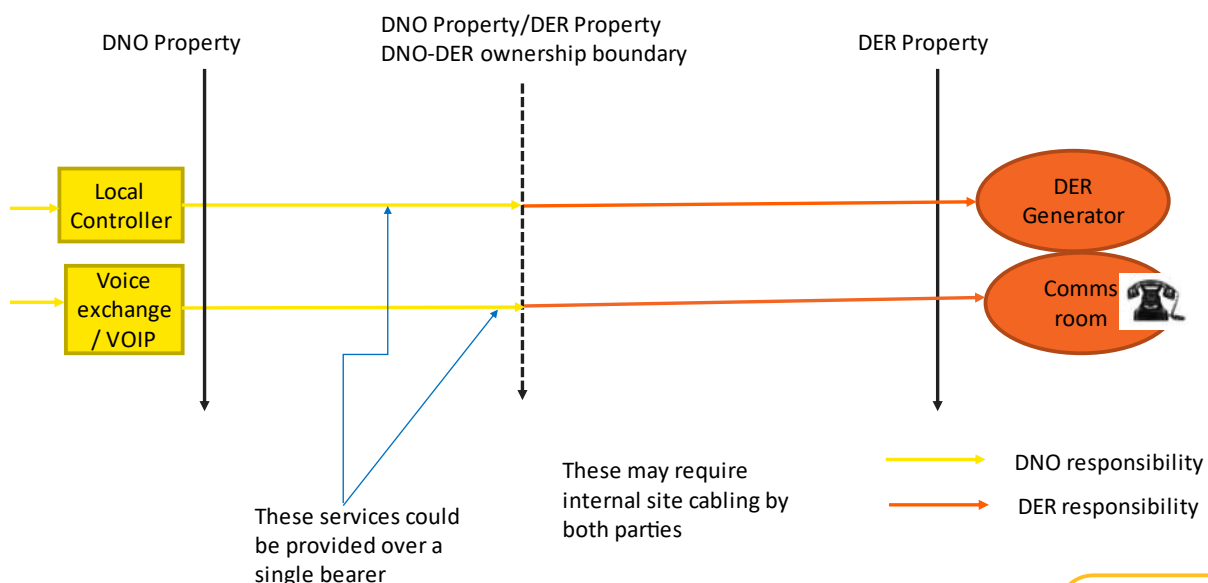 DNO Property
DNO Property/DER Property
DNO-DER ownership boundary
DER Property
Local
Controller
DER
Generator
Voice
exchange
/ VOIP
Comms
room
These services could
be provided over a
single bearer
These may require
internal site cabling by
both parties
DNO responsibility
DER responsibility